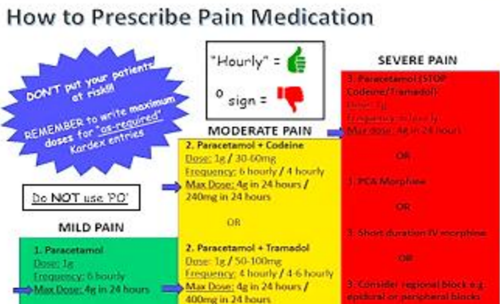 How to Prescribe Pain Medication
DON'T put your patients
at risk!!!
REMEMBER to write maximum
doses for "as-required"
Kardex entries
"Hourly" =
o sign =
Do NOT use 'PO'
MILD PAIN
1. Paracetamol
Dose: 1g
Frequency: 6 hourly
Max Dose: 4g in 24 hours
MODERATE PAIN
2. Paracetamol + Codeine
Dose: 1g / 30-60mg
Frequency: 6 hourly / 4 hourly
Max Dose: 4g in 24 hours /
240mg in 24 hours
OR
2. Paracetamol + Tramadol
Dose: 1g / 50-100mg
Frequency: 4 hourly / 4-6 hourly
Max Dose: 4g in 24 hours /
400mg in 24 hours
SEVERE PAIN
3. Paracetamol (STOP
Codeine/Tramadol)
Dose: 1g
Frequency: hourly
Max dose: 4g in 24 hours
OR
3. PCA Morphine
OR
3. Short duration IV morphine
OR
3. Consider regional block e.g.
epidural or peripheral blocks